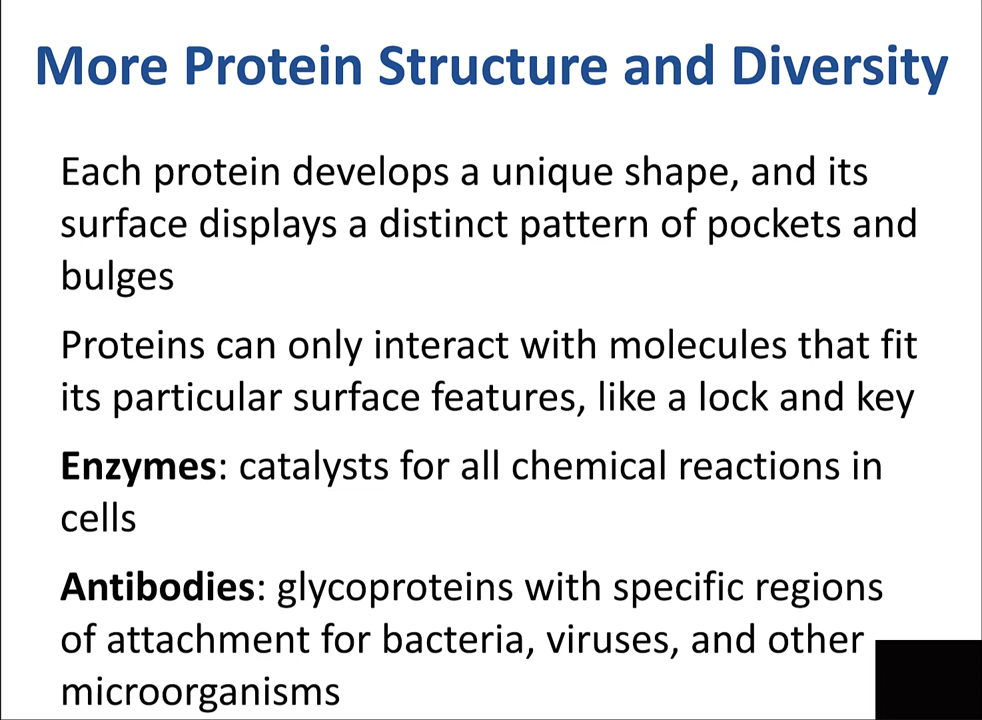 More Protein Structure and Diversity
Each protein develops a unique shape, and its
surface displays a distinct pattern of pockets and
bulges
Proteins can only interact with molecules that fit
its particular surface features, like a lock and key
Enzymes: catalysts for all chemical reactions in
cells
Antibodies: glycoproteins with specific regions
of attachment for bacteria, viruses, and other
microorganisms